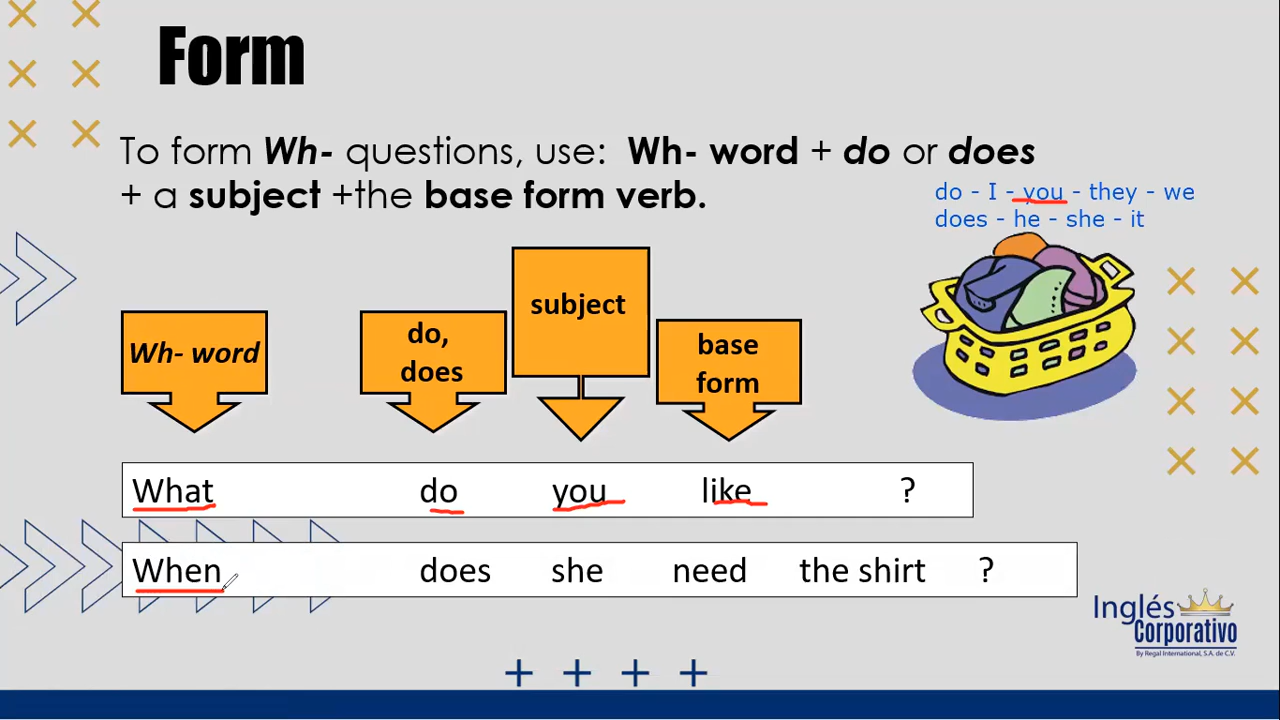 Form
To form Wh- questions, use: Wh- word + do or does
+ a subject +the base form verb.
do - I - you - they - we
does - he - she - it
subject
Wh- word
do,
does
base
form
What do you like ?
When does she need the shirt ?
Inglés
Corporativo
By Regal International, S.A. de C.V.